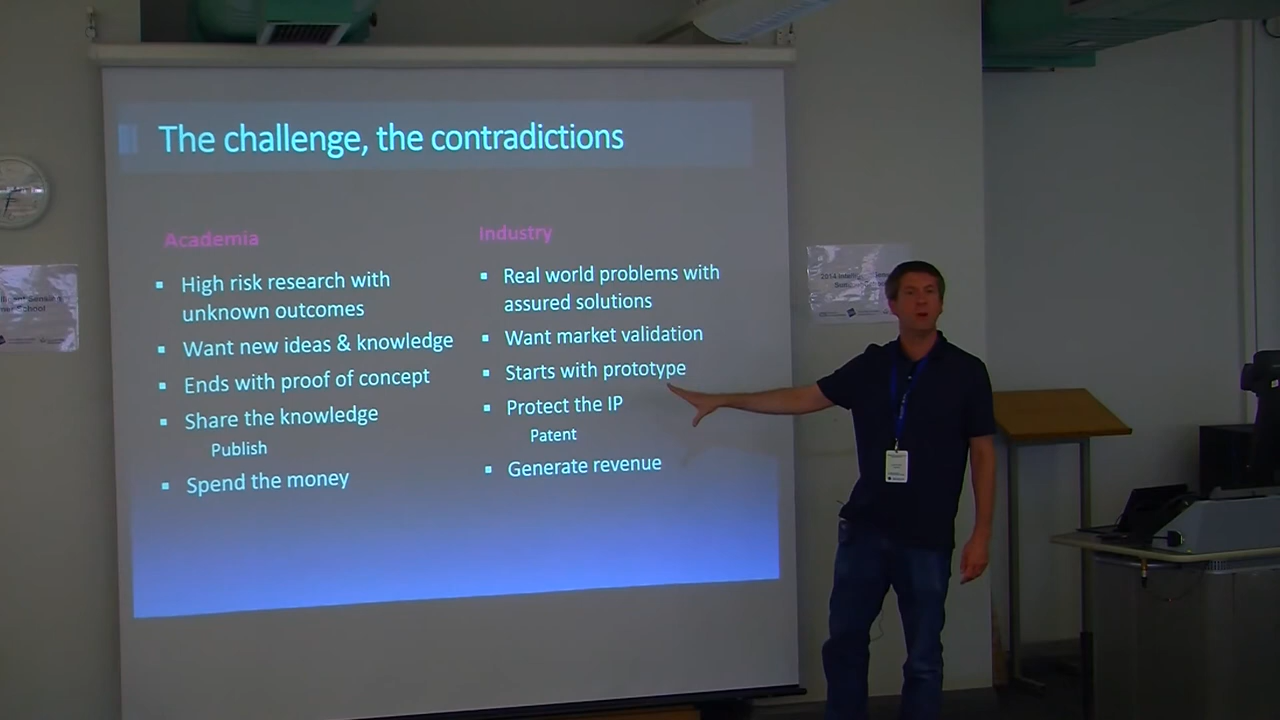 The challenge, the contradictions
Academia
High risk research with
unknown outcomes
Want new ideas & knowledge
Ends with proof of concept
Share the knowledge
Publish
Spend the money
Industry
Real world problems with
assured solutions
Want market validation
Starts with prototype
Protect the IP
Patent
Generate revenue
2014
School